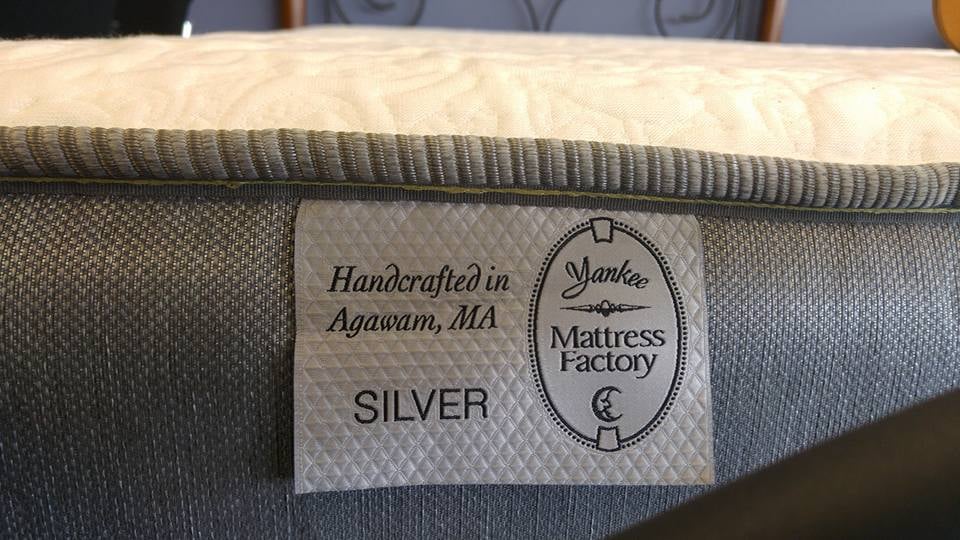 Handcrafted in
Agawam, MA
SILVER
Yankee
Mattress
Factory